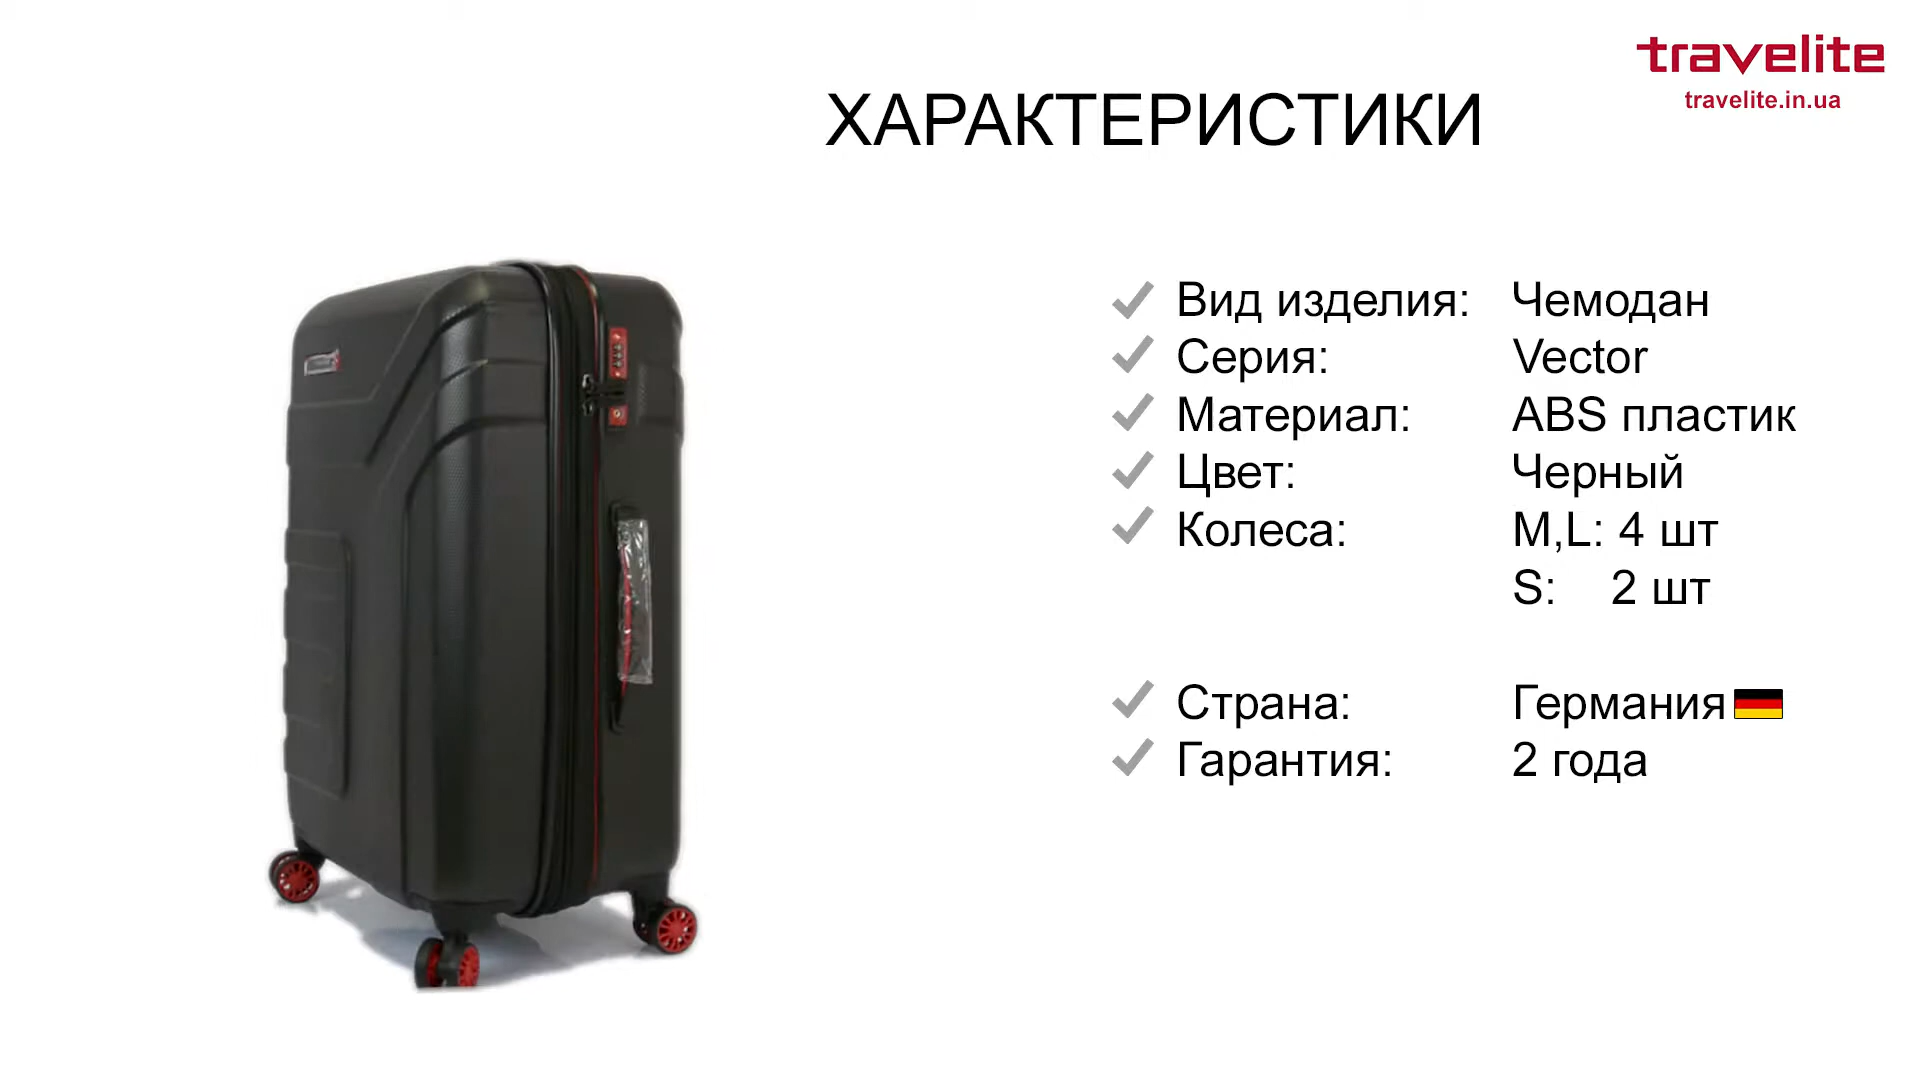 travelite
travelite.in.ua
ХАРАКТЕРИСТИКИ
Вид изделия: Чемодан
Серия: Vector
Материал: ABS пластик
Цвет: Черный
Колеса: M,L: 4 шт
S: 2 шт
Страна: Германия
Гарантия: 2 года